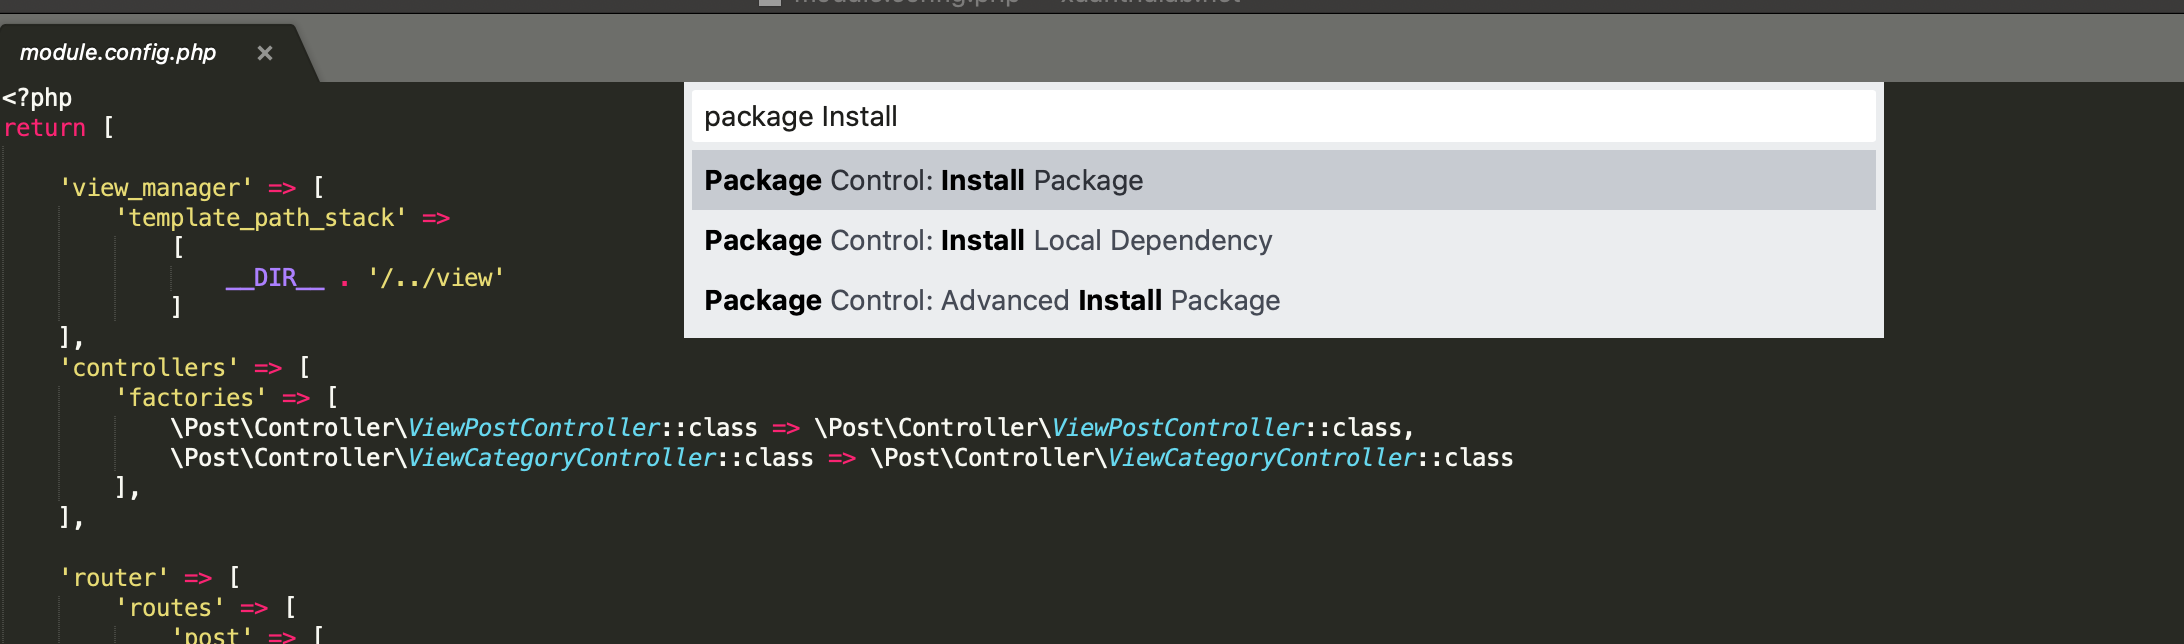 module.config.php
<?php
return [
'view_manager' => [
'template_path_stack' =>
[
__DIR__ . '/../view'
]
],
'controllers' => [
'factories' => [
\Post\Controller\ViewPostController::class => \Post\Controller\ViewPostController::class,
\Post\Controller\ViewCategoryController::class => \Post\Controller\ViewCategoryController::class
],
],
'router' => [
'routes' => [
'post' => [
package Install
Package Control: Install Package
Package Control: Install Local Dependency
Package Control: Advanced Install Package